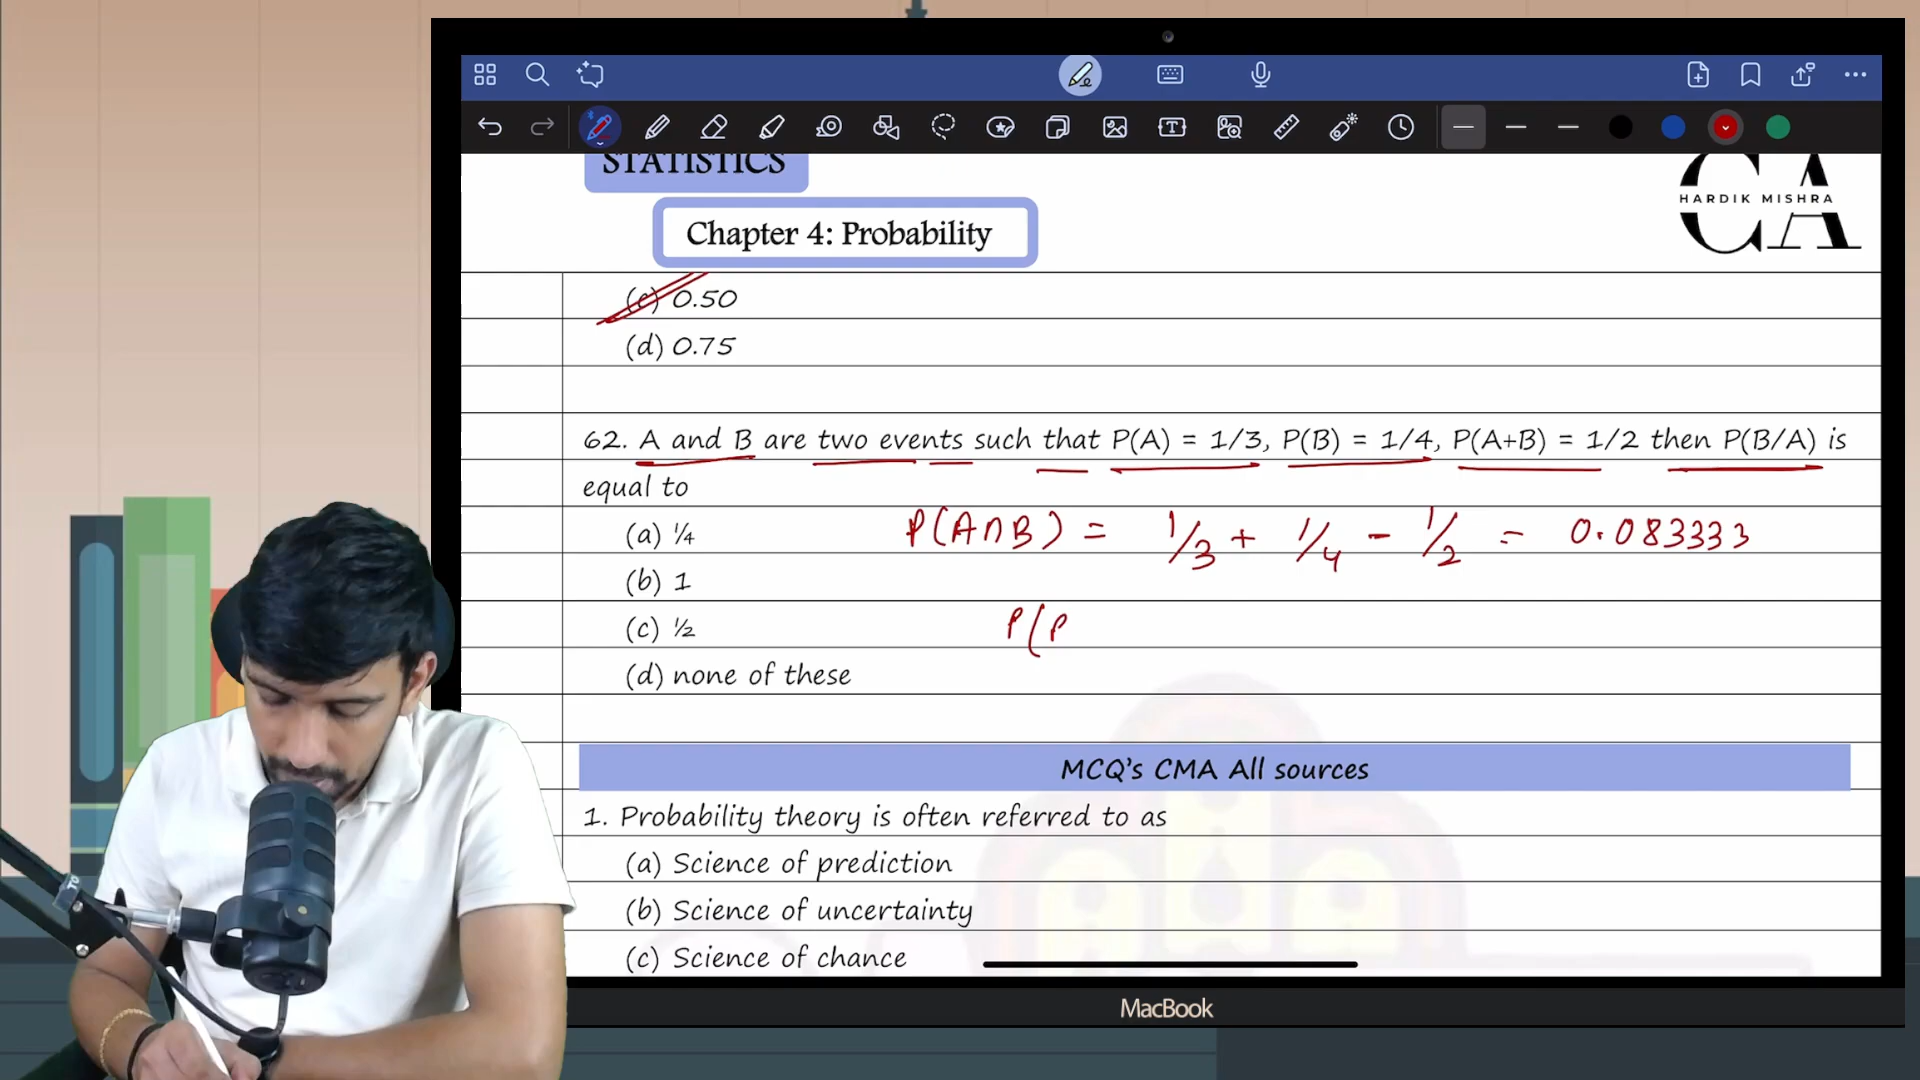 STATISTICS
CA
HARDIK MISHRA
Chapter 4: Probability
(c) 0.50
(d) 0.75
62. A and B are two events such that P(A) = 1/3, P(B) = 1/4, P(A+B) = 1/2 then P(B/A) is
equal to
(a) ¼
P(A∩B) = 1/3 + 1/4 - 1/2 = 0.083333
(b) 1
(c) ½
P(P
(d) none of these
MCQ's CMA All sources
1. Probability theory is often referred to as
(a) Science of prediction
(b) Science of uncertainty
(c) Science of chance
MacBook